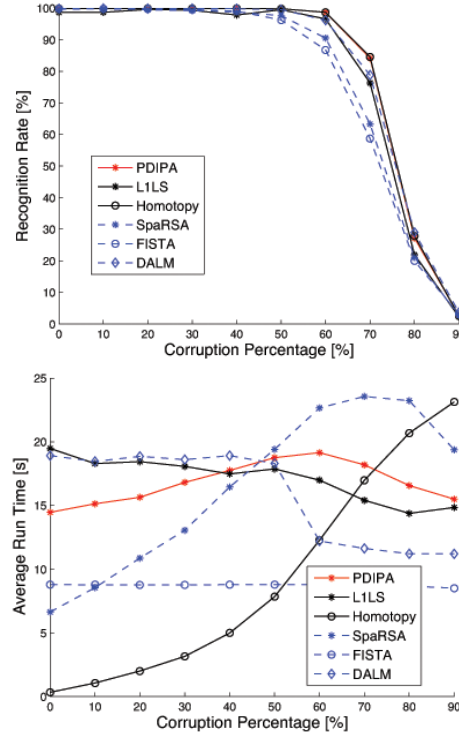 Recognition Rate [%]
100
90
80
70
60
50
40
30
20
10
0
PDIPA
L1LS
Homotopy
SpaRSA
FISTA
DALM
0 10 20 30 40 50 60 70 80 90
Corruption Percentage [%]
Average Run Time [s]
25
20
15
10
5
0
PDIPA
L1LS
Homotopy
SpaRSA
FISTA
DALM
0 10 20 30 40 50 60 70 80 90
Corruption Percentage [%]